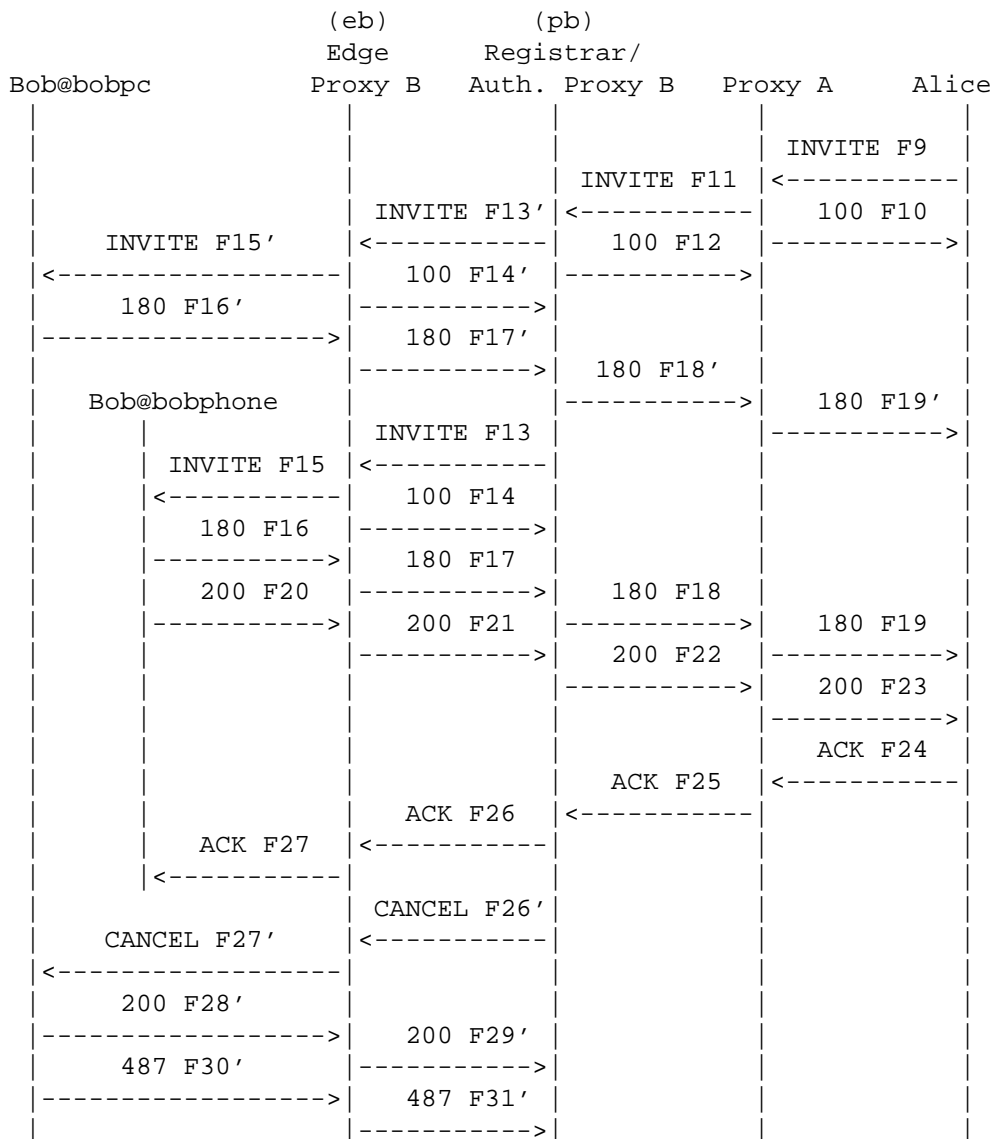 (eb) (pb)
Edge Registrar/
Bob@bobpc Proxy B Auth. Proxy B Proxy A Alice
INVITE F9
INVITE F11
INVITE F13' 100 F10
INVITE F15' 100 F12
100 F14'
180 F16'
180 F17'
180 F18'
Bob@bobphone 180 F19'
INVITE F13
INVITE F15
100 F14
180 F16
180 F17
200 F20 180 F18
200 F21 180 F19
200 F22
200 F23
ACK F24
ACK F25
ACK F26
ACK F27
CANCEL F26'
CANCEL F27'
200 F28'
200 F29'
487 F30'
487 F31'